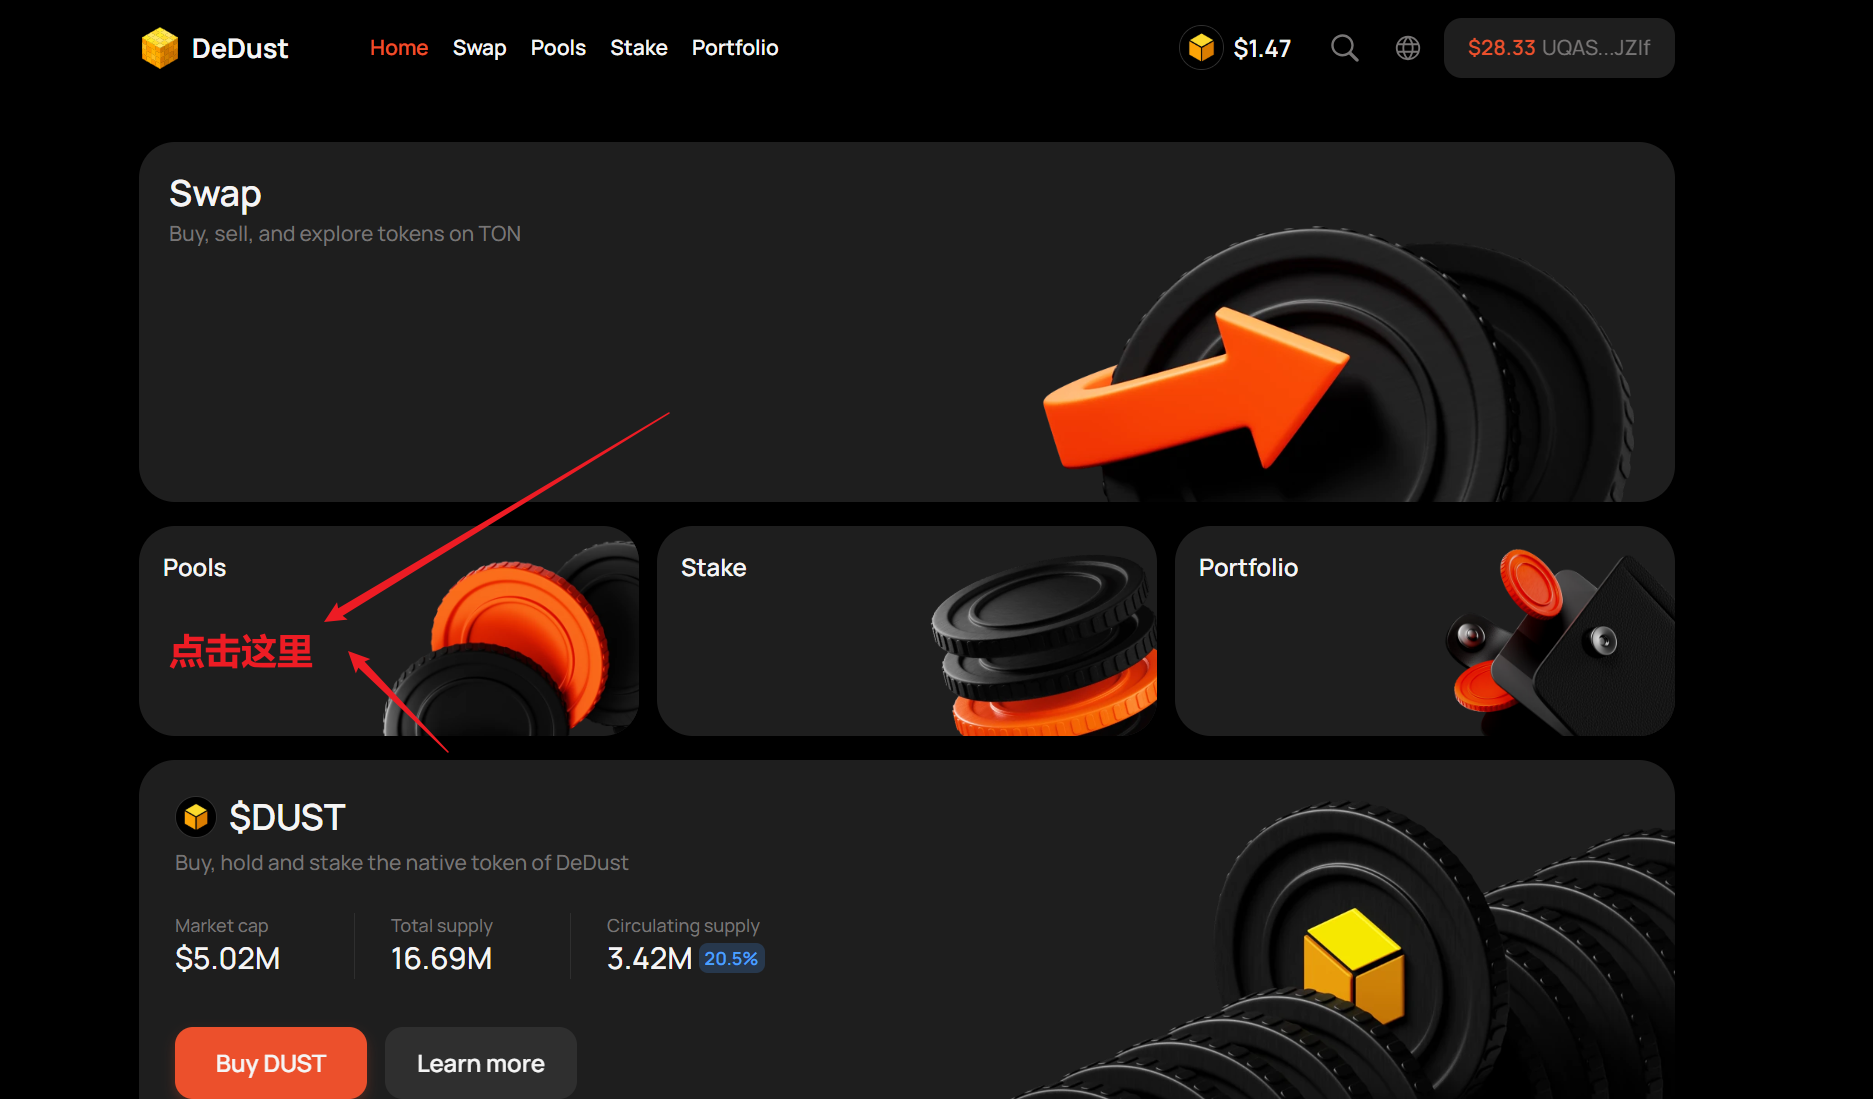 DeDust
Home Swap Pools Stake Portfolio
$1.47
$28.33 UQAS...JZIf
Swap
Buy, sell, and explore tokens on TON
Pools
点击这里
Stake
Portfolio
$DUST
Buy, hold and stake the native token of DeDust
Market cap
$5.02M
Total supply
16.69M
Circulating supply
3.42M 20.5%
Buy DUST
Learn more